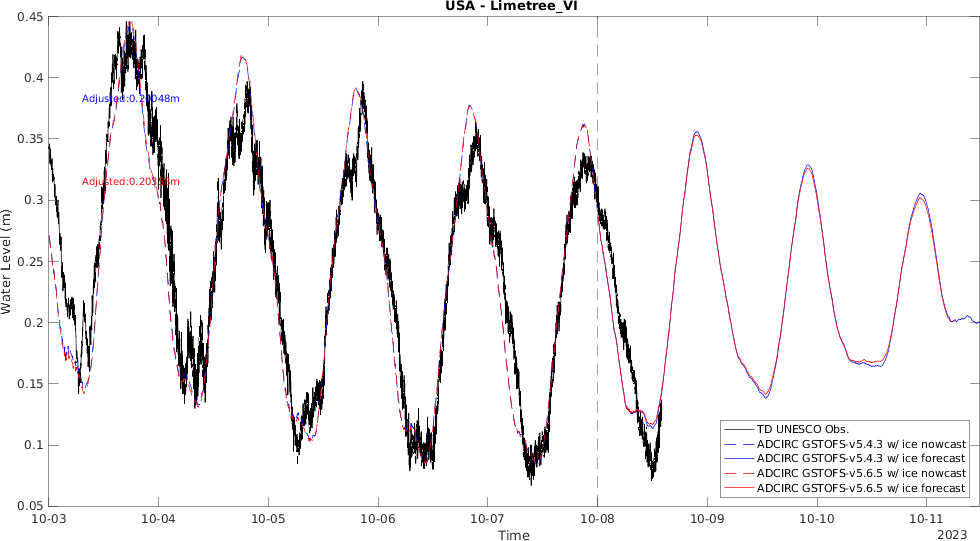 USA - Limetree_VI
0.45
0.4
0.35
0.3
0.25
0.2
0.15
0.1
0.05
Water Level (m)
Adjusted:0.20048m
TD UNESCO Obs.
ADCIRC GSTOFS-v5.4.3 w/ ice nowcast
ADCIRC GSTOFS-v5.4.3 w/ ice forecast
ADCIRC GSTOFS-v5.6.5 w/ ice nowcast
ADCIRC GSTOFS-v5.6.5 w/ ice forecast
10-03 10-04 10-05 10-06 10-07 10-08 10-09 10-10 10-11
Time
2023